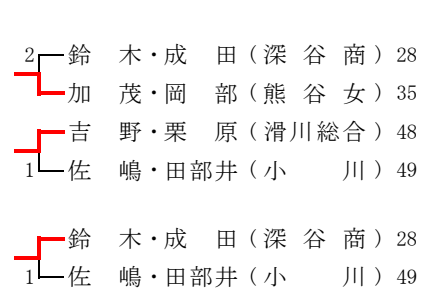 2 鈴 木・成 田(深 谷 商) 28
加 茂・岡 部(熊 谷 女) 35
吉 野・栗 原(滑川総合) 48
1 佐 嶋・田部井(小 川) 49
鈴 木・成 田(深 谷 商) 28
1 佐 嶋・田部井(小 川) 49